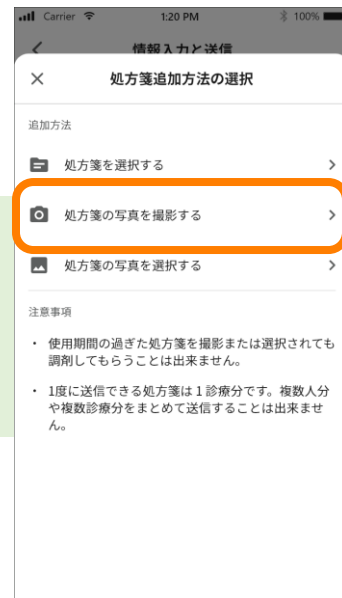 Carrier 1:20 PM 100%
情報入力と送信
処方箋追加方法の選択
追加方法
処方箋を選択する
処方箋の写真を撮影する
処方箋の写真を選択する
注意事項
・ 使用期間の過ぎた処方箋を撮影または選択されても
調剤してもらうことは出来ません。
・ 1度に送信できる処方箋は1診療分です。複数人分
や複数診療分をまとめて送信することは出来ませ
ん。